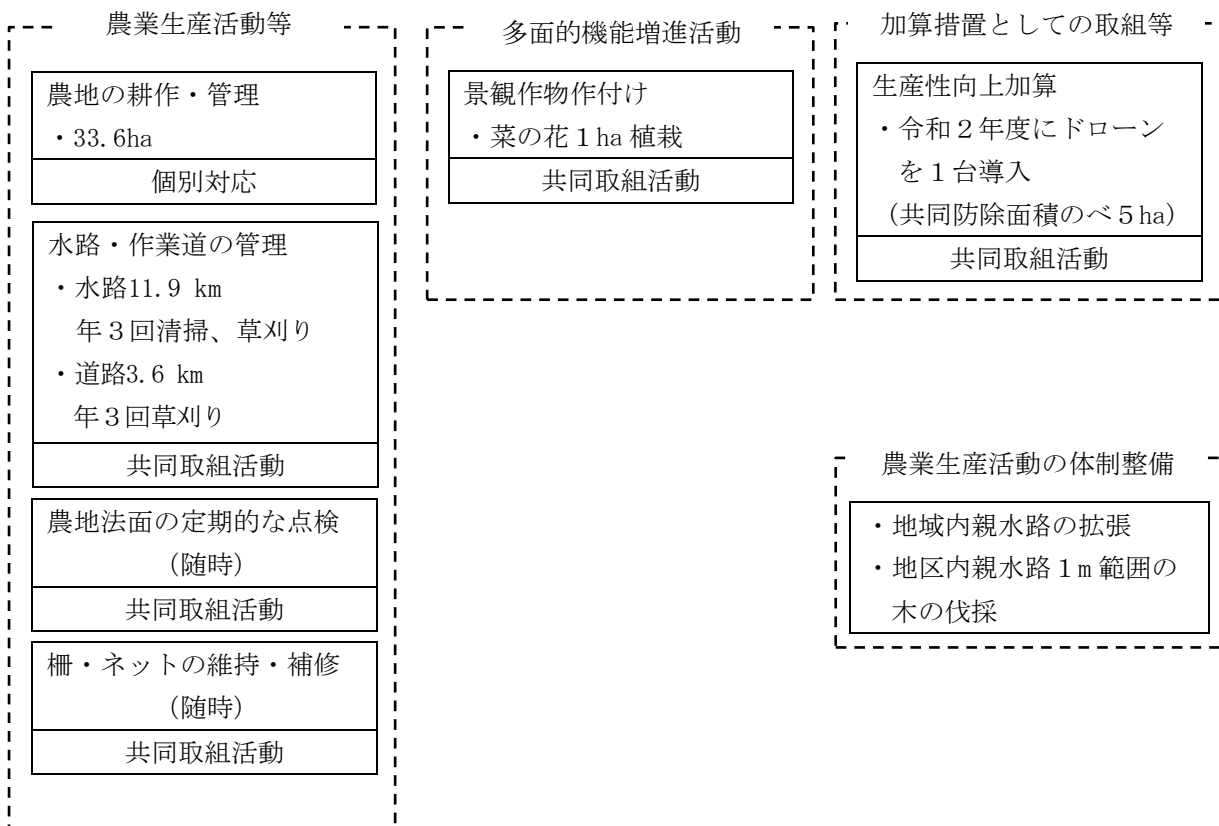 農業生産活動等
農地の耕作・管理
・33.6ha
個別対応
水路・作業道の管理
・水路11.9 km
年３回清掃、草刈り
・道路3.6 km
年３回草刈り
共同取組活動
農地法面の定期的な点検
（随時）
共同取組活動
柵・ネットの維持・補修
（随時）
共同取組活動
多面的機能増進活動
景観作物作付け
・菜の花１ha 植栽
共同取組活動
加算措置としての取組等
生産性向上加算
・令和２年度にドローン
を１台導入
（共同防除面積のべ５ha）
共同取組活動
農業生産活動の体制整備
・地域内親水路の拡張
・地区内親水路１ｍ範囲の
木の伐採